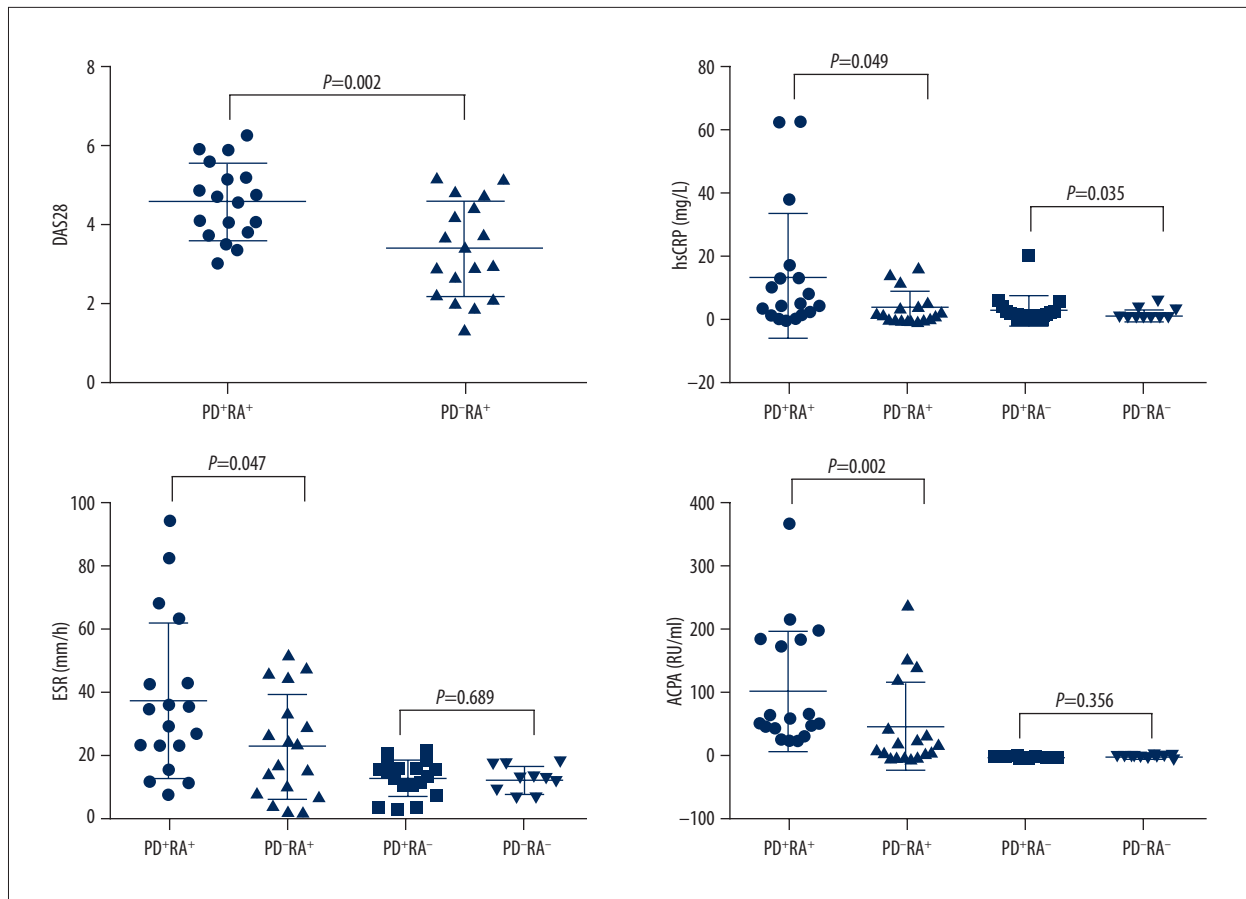 P=0.002
8
6
4
2
0
DAS28
PD⁺RA⁺
PD⁻RA⁺
P=0.049
P=0.035
80
60
40
20
0
−20
hsCRP (mg/L)
PD⁺RA⁺
PD⁻RA⁺
PD⁺RA⁻
PD⁻RA⁻
P=0.047
P=0.689
100
80
60
40
20
0
ESR (mm/h)
PD⁺RA⁺
PD⁻RA⁺
PD⁺RA⁻
PD⁻RA⁻
P=0.002
P=0.356
400
300
200
100
0
−100
ACPA (RU/ml)
PD⁺RA⁺
PD⁻RA⁺
PD⁺RA⁻
PD⁻RA⁻